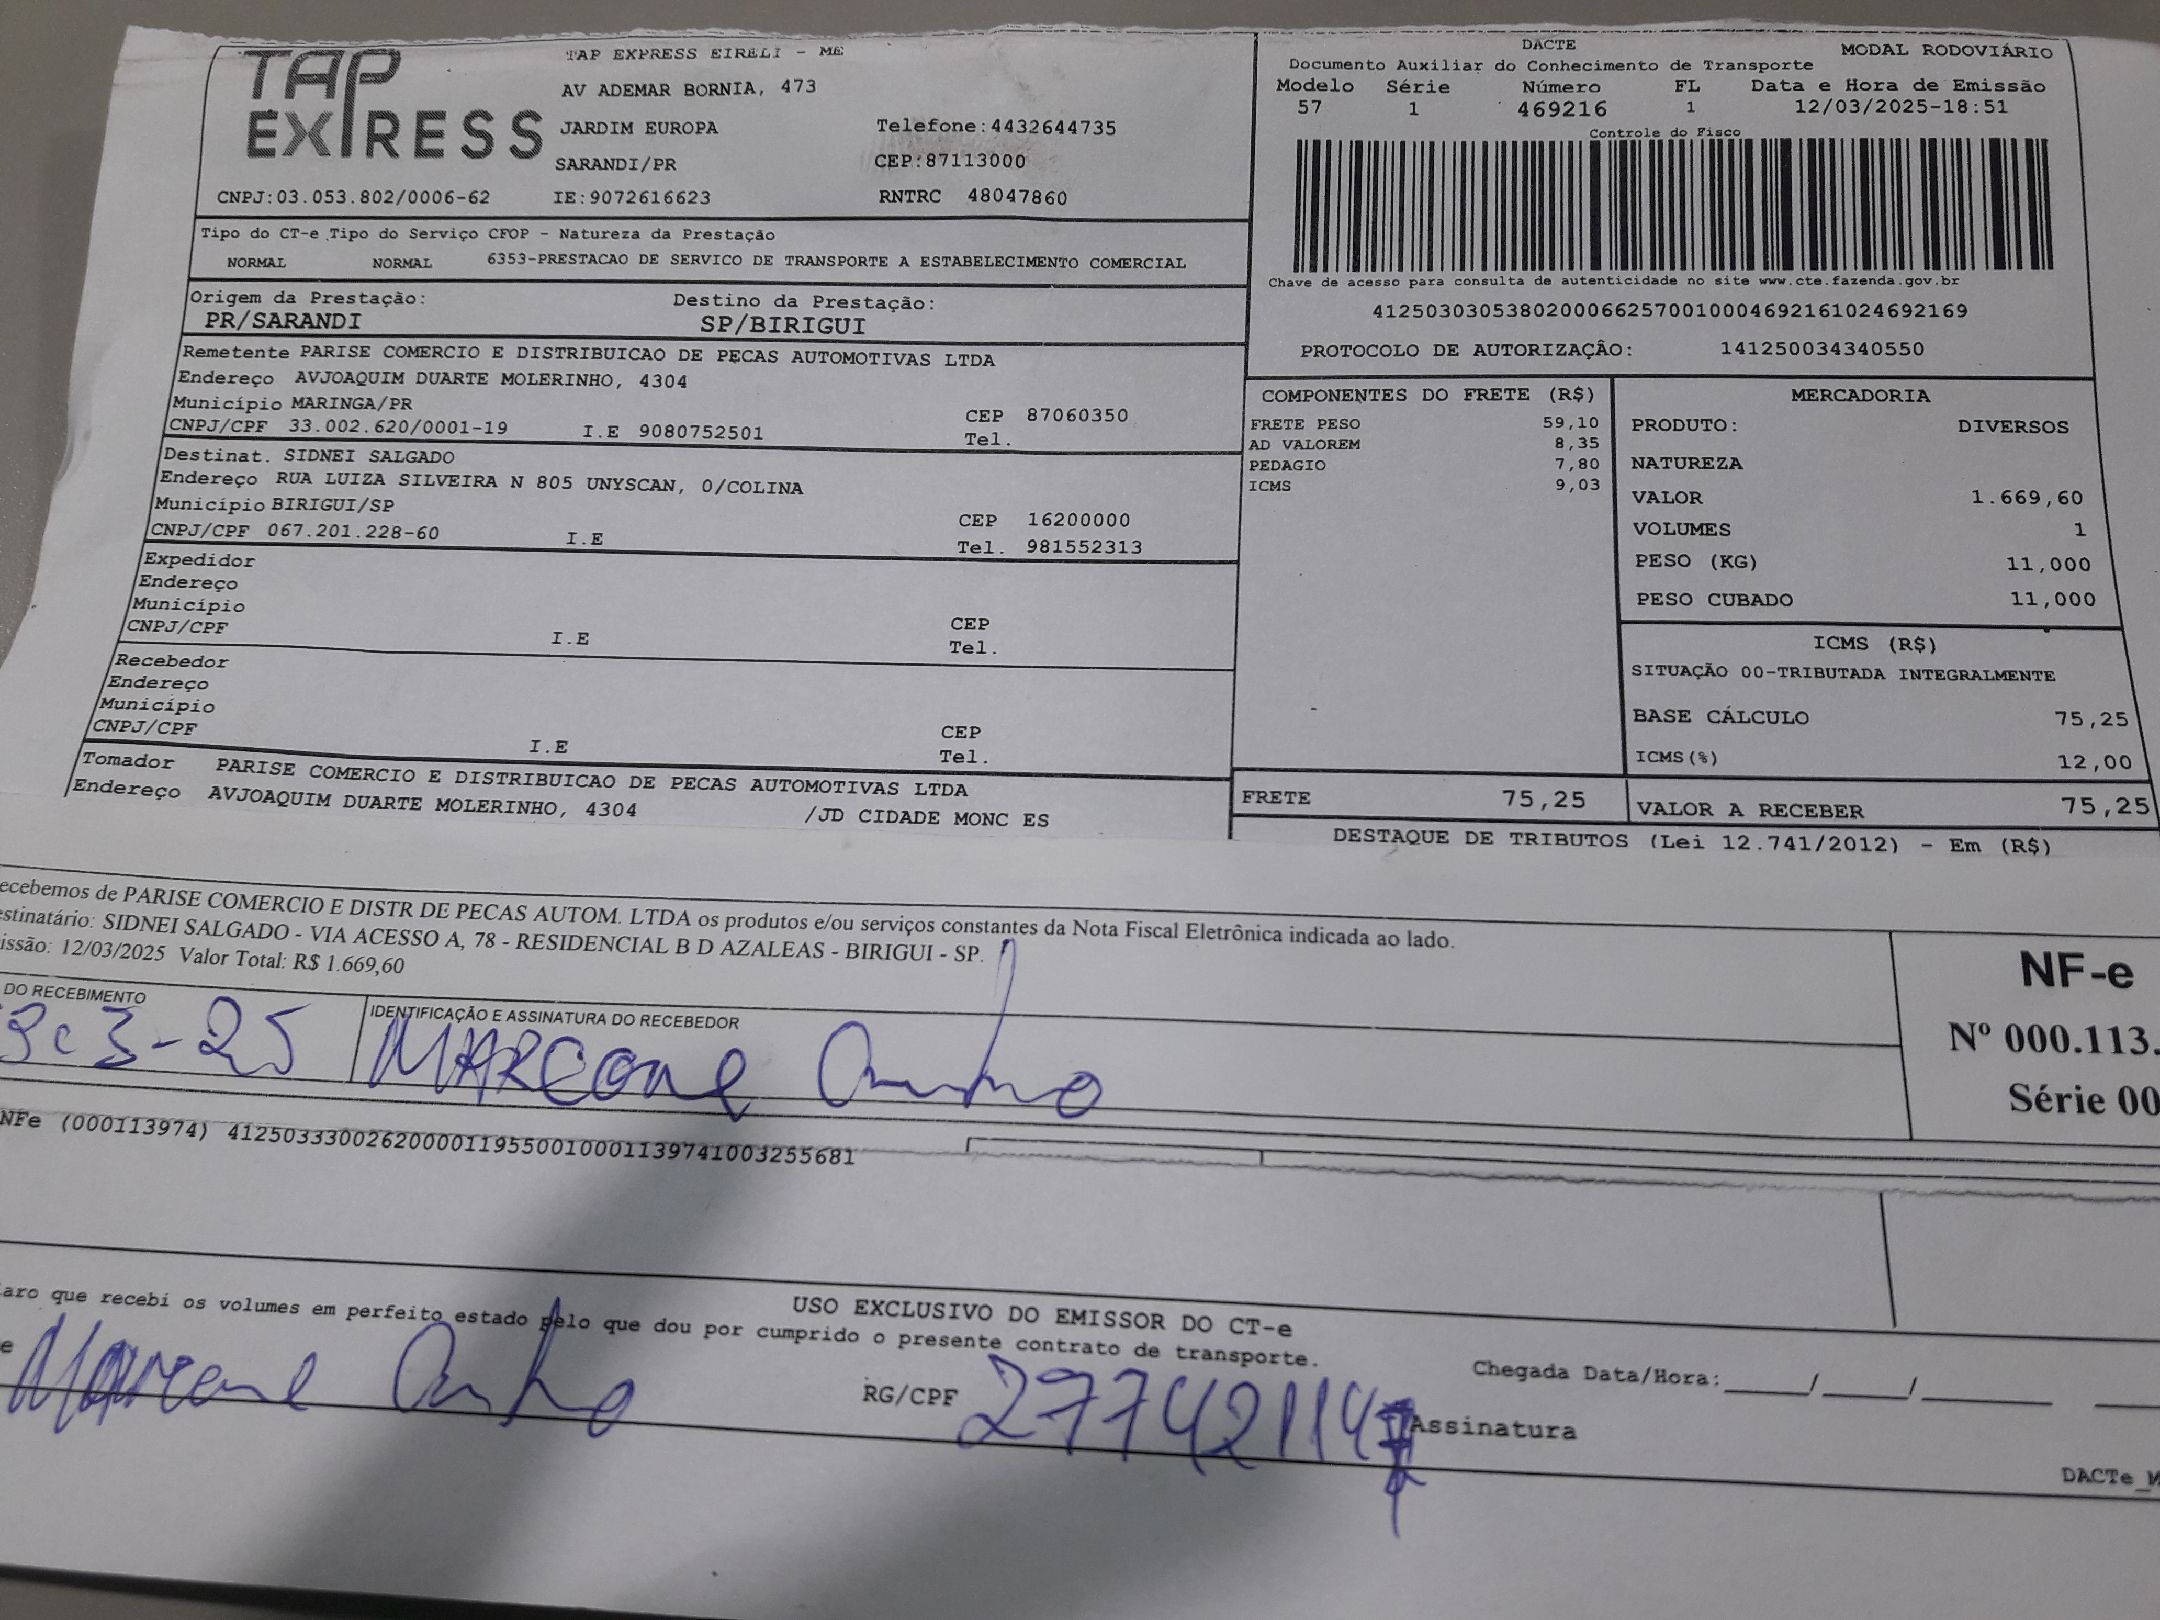 TAP EXPRESS
TAP EXPRESS EIRELI - ME
AV ADEMAR BORNIA, 473
JARDIM EUROPA Telefone:4432644735
SARANDI/PR CEP:87113000
CNPJ:03.053.802/0006-62 IE:9072616623 RNTRC 48047860
DACTE MODAL RODOVIÁRIO
Documento Auxiliar do Conhecimento de Transporte
Modelo Série Número FL Data e Hora de Emissão
57 1 469216 1 12/03/2025-18:51
Controle do Fisco
Chave de acesso para consulta de autenticidade no site www.cte.fazenda.gov.br
41250303053802000662570010004692161024692169
PROTOCOLO DE AUTORIZAÇÃO: 141250034340550
Tipo do CT-e Tipo do Serviço CFOP - Natureza da Prestação
NORMAL NORMAL 6353-PRESTACAO DE SERVICO DE TRANSPORTE A ESTABELECIMENTO COMERCIAL
Origem da Prestação: Destino da Prestação:
PR/SARANDI SP/BIRIGUI
Remetente PARISE COMERCIO E DISTRIBUICAO DE PEÇAS AUTOMOTIVAS LTDA
Endereço AVJOAQUIM DUARTE MOLERINHO, 4304
Município MARINGA/PR CEP 87060350
CNPJ/CPF 33.002.620/0001-19 I.E 9080752501 Tel.
Destinat. SIDNEI SALGADO
Endereço RUA LUIZA SILVEIRA N 805 UNYSCAN, 0/COLINA
Município BIRIGUI/SP CEP 16200000
CNPJ/CPF 067.201.228-60 I.E Tel. 981552313
Expedidor
Endereço
Município CEP
CNPJ/CPF I.E Tel.
Recebedor
Endereço
Município CEP
CNPJ/CPF I.E Tel.
Tomador PARISE COMERCIO E DISTRIBUICAO DE PECAS AUTOMOTIVAS LTDA
Endereço AVJOAQUIM DUARTE MOLERINHO, 4304 /JD CIDADE MONC ES
COMPONENTES DO FRETE (R$)
FRETE PESO 59,10
AD VALOREM 8,35
PEDAGIO 7,80
ICMS 9,03
FRETE 75,25
MERCADORIA
PRODUTO: DIVERSOS
NATUREZA
VALOR 1.669,60
VOLUMES 1
PESO (KG) 11,000
PESO CUBADO 11,000
ICMS (R$)
SITUAÇÃO 00-TRIBUTADA INTEGRALMENTE
BASE CÁLCULO 75,25
ICMS(%) 12,00
VALOR A RECEBER 75,25
DESTAQUE DE TRIBUTOS (Lei 12.741/2012) - Em (R$)
ecebemos de PARISE COMERCIO E DISTR DE PECAS AUTOM. LTDA os produtos e/ou serviços constantes da Nota Fiscal Eletrônica indicada ao lado.
estinatário: SIDNEI SALGADO - VIA ACESSO A, 78 - RESIDENCIAL B D AZALEAS - BIRIGUI - SP.
issão: 12/03/2025 Valor Total: R$ 1.669,60
NF-e
Nº 000.113.
Série 00
DO RECEBIMENTO IDENTIFICAÇÃO E ASSINATURA DO RECEBEDOR
3-25 MARCONE
NFe (000113974) 41250333002620000119550010001139741003255681
USO EXCLUSIVO DO EMISSOR DO CT-e
laro que recebi os volumes em perfeito estado pelo que dou por cumprido o presente contrato de transporte.
e Marcone RG/CPF 27742114 Chegada Data/Hora:_____/_____/_______
Assinatura
DACTe_